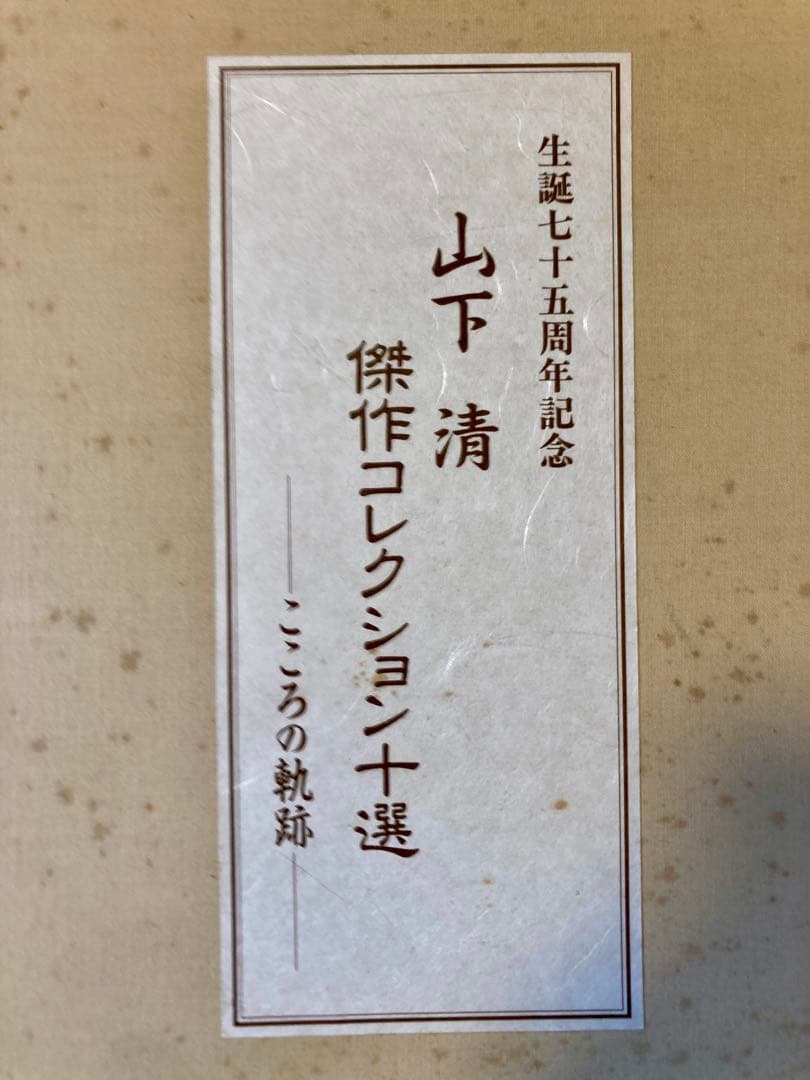 生誕七十五周年記念
山下 清
傑作コレクション十選
――こころの軌跡――